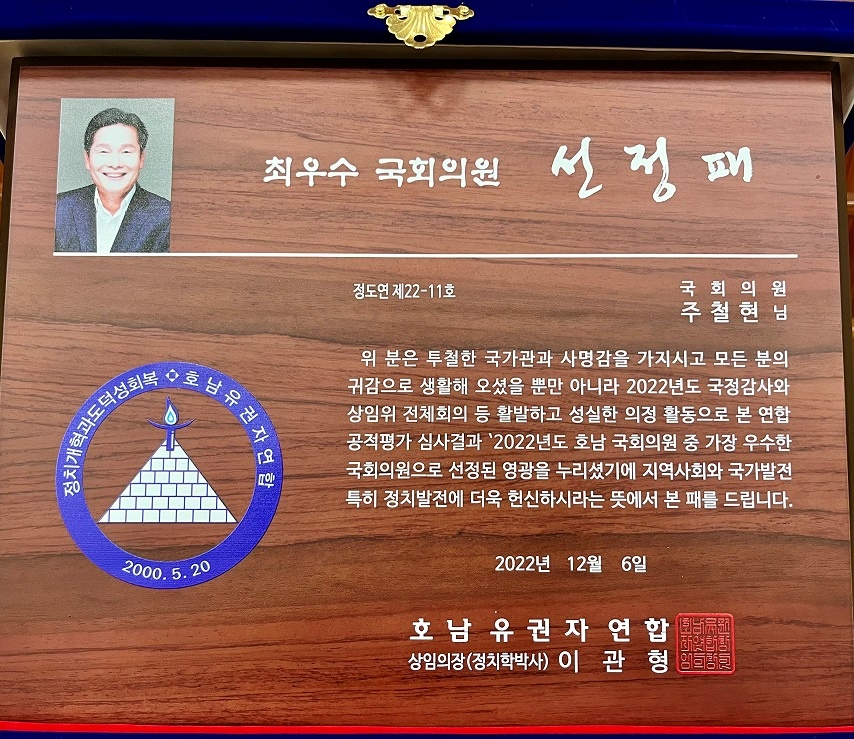 최우수 국회의원 선정패
정도연 제22-11호
국회의원
주철현 님
위 분은 투철한 국가관과 사명감을 가지시고 모든 분의
귀감으로 생활해 오셨을 뿐만 아니라 2022년도 국정감사와
상임위 전체회의 등 활발하고 성실한 의정 활동으로 본 연합
공적평가 심사결과 '2022년도 호남 국회의원 중 가장 우수한
국회의원으로 선정된 영광을 누리셨기에 지역사회와 국가발전
특히 정치발전에 더욱 헌신하시라는 뜻에서 본 패를 드립니다.
정치개혁과도덕성회복 호남유권자연합
2000.5.20
2022년 12월 6일
호남유권자연합
상임의장(정치학박사) 이관형